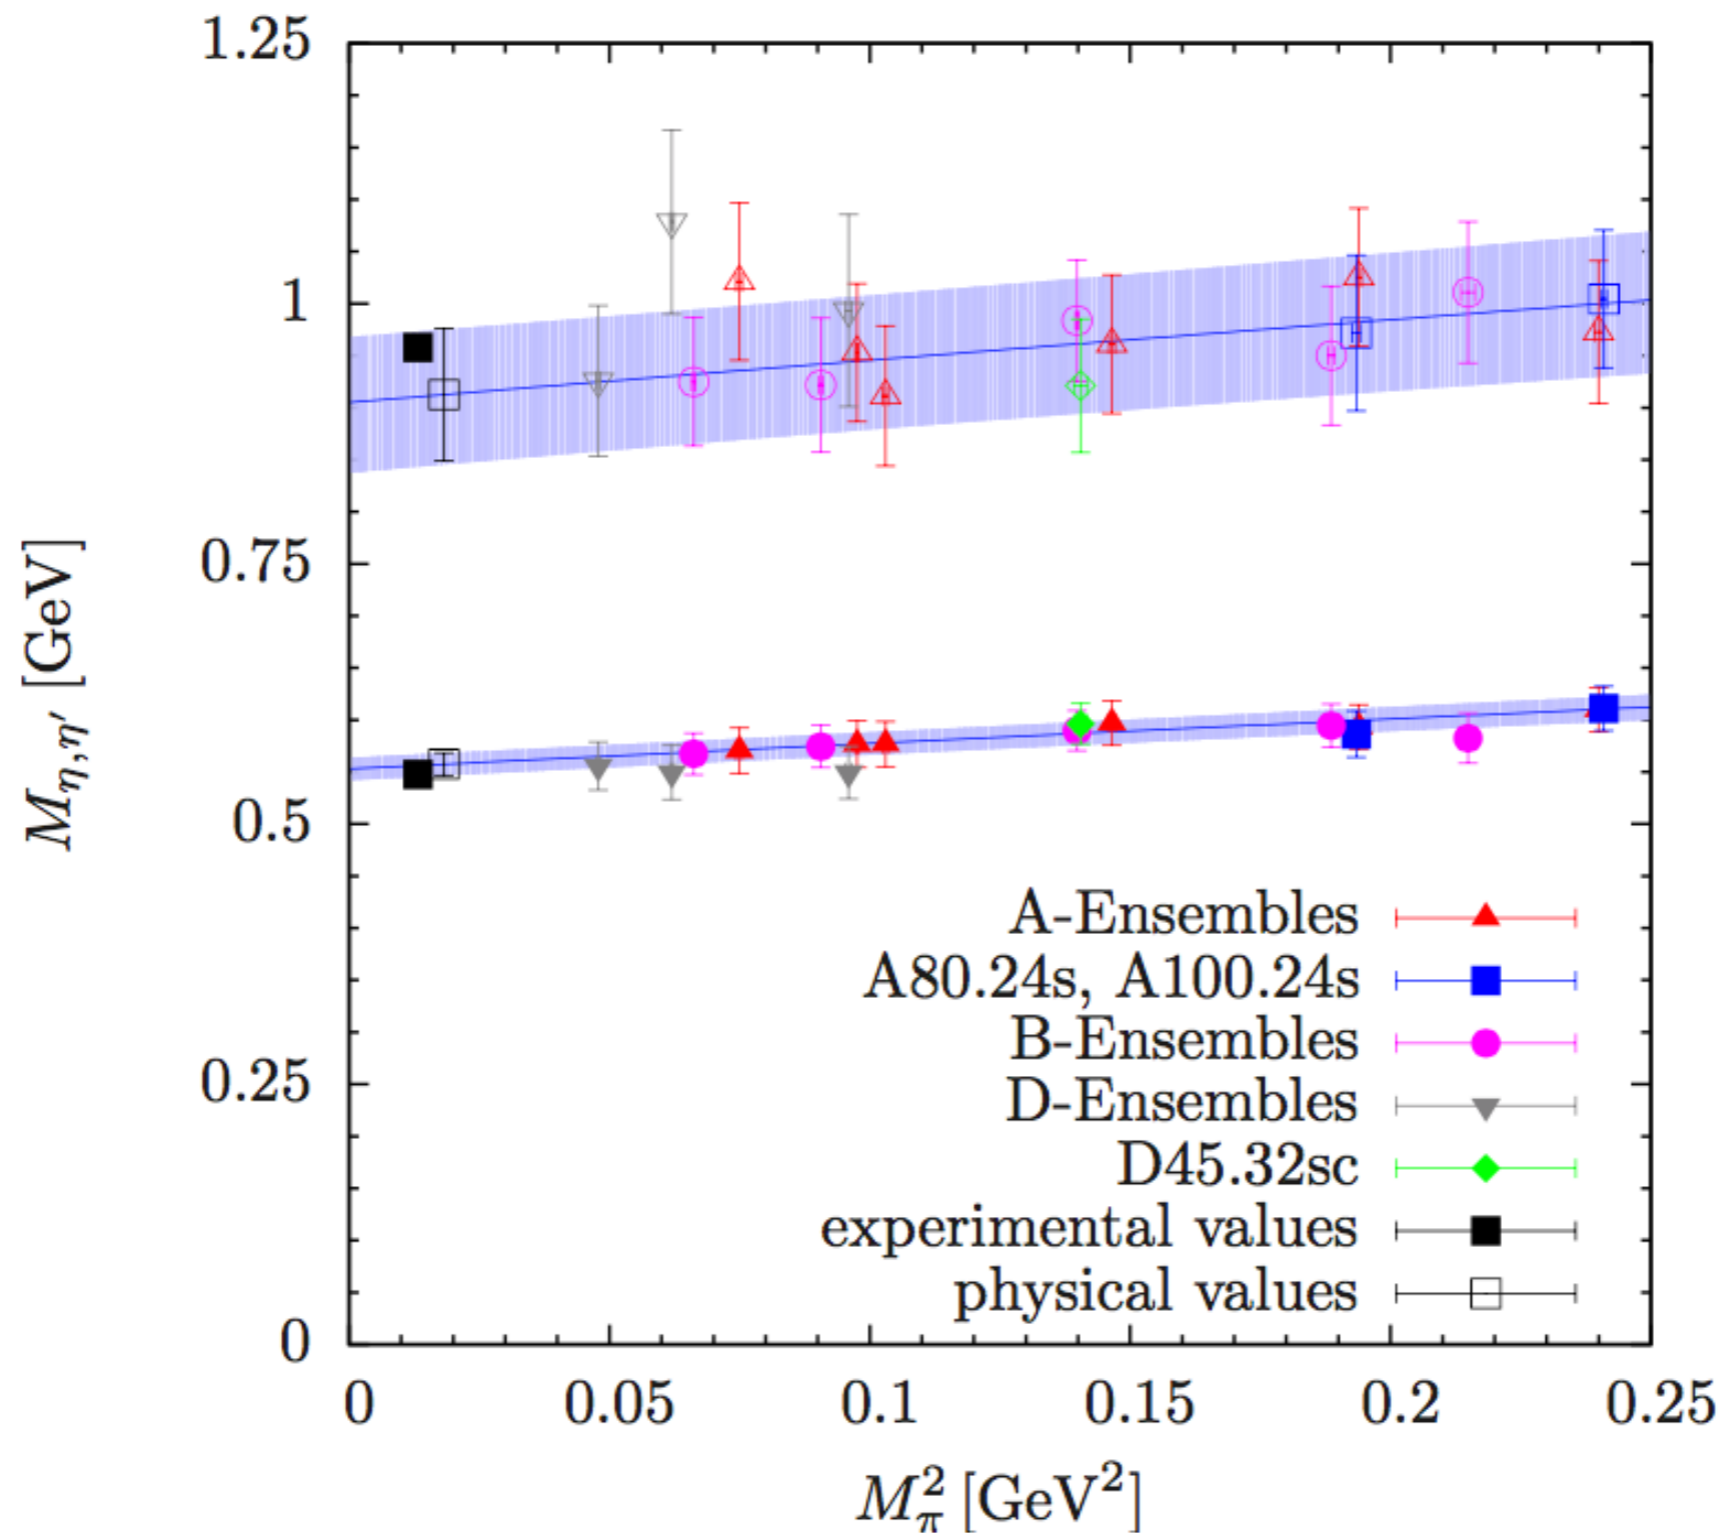 1.25
1
0.75
0.5
0.25
0
M_{η,η′} [GeV]
A-Ensembles
A80.24s, A100.24s
B-Ensembles
D-Ensembles
D45.32sc
experimental values
physical values
0 0.05 0.1 0.15 0.2 0.25
M_π^2 [GeV^2]